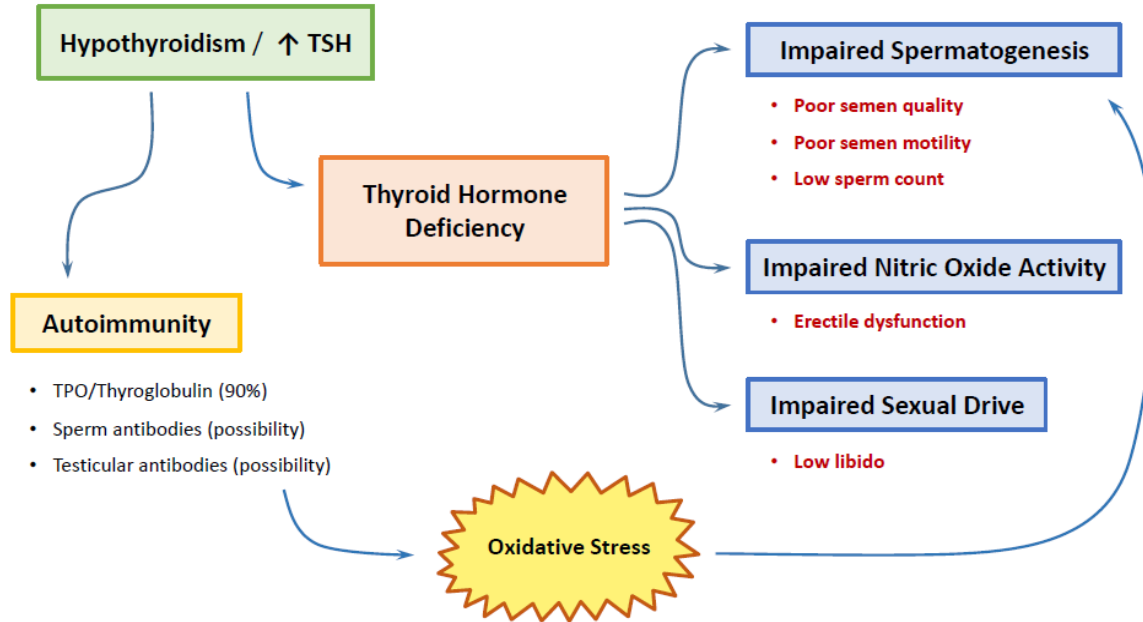 Hypothyroidism / ↑ TSH
Impaired Spermatogenesis
• Poor semen quality
• Poor semen motility
• Low sperm count
Thyroid Hormone
Deficiency
Impaired Nitric Oxide Activity
• Erectile dysfunction
Autoimmunity
• TPO/Thyroglobulin (90%)
• Sperm antibodies (possibility)
• Testicular antibodies (possibility)
Impaired Sexual Drive
• Low libido
Oxidative Stress